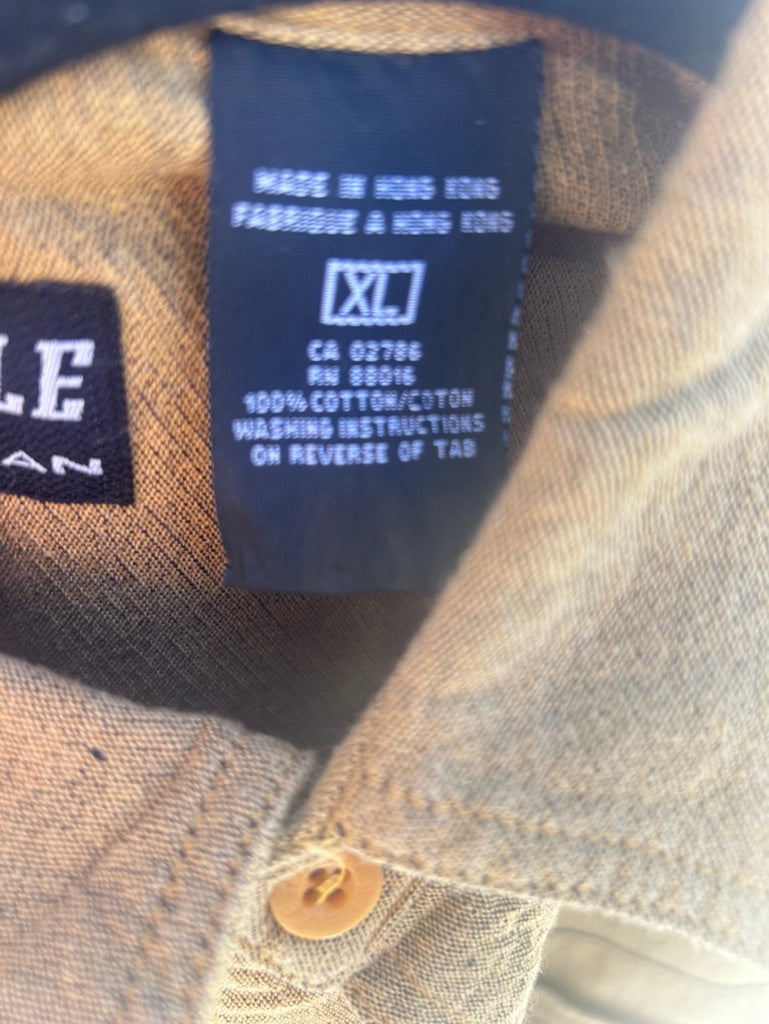 LE
AN
MADE IN HONG KONG
FABRIQUE A HONG KONG
XL
CA 02786
RN 88016
100% COTTON/COTON
WASHING INSTRUCTIONS
ON REVERSE OF TAB